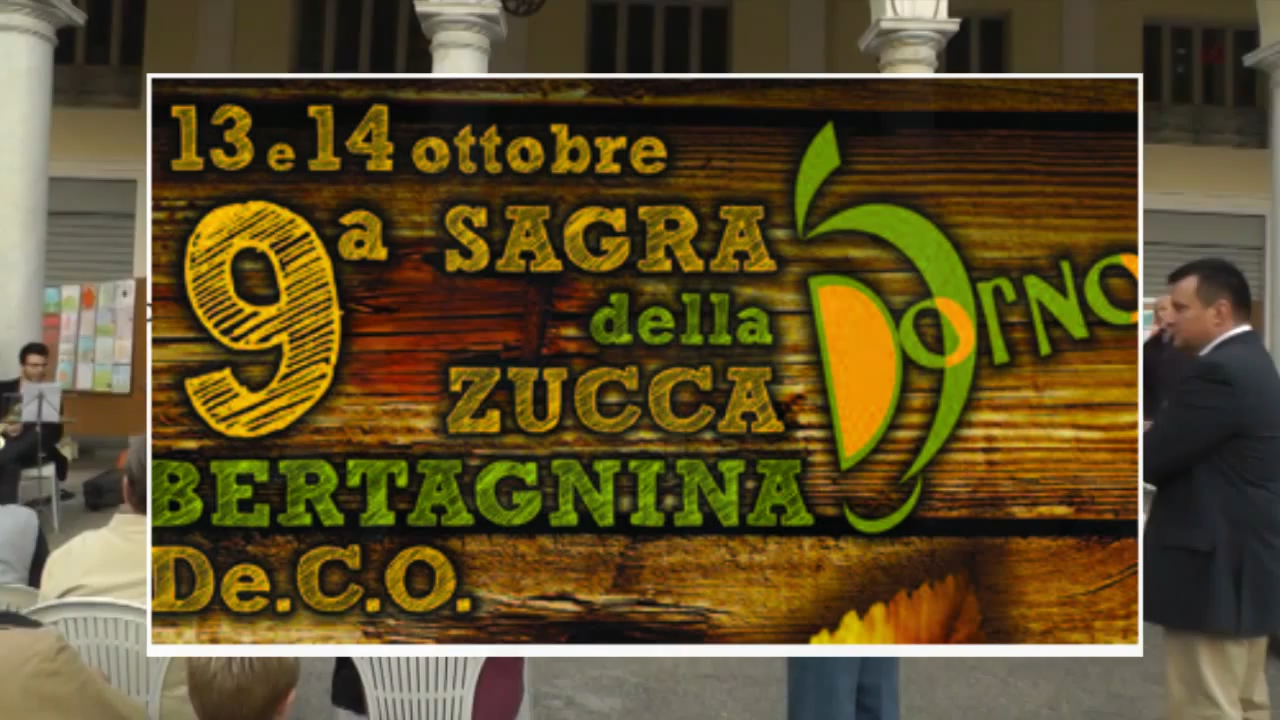 13 e 14 ottobre
9a SAGRA
della
ZUCCA
Dorno
BERTAGNINA
De.C.O.